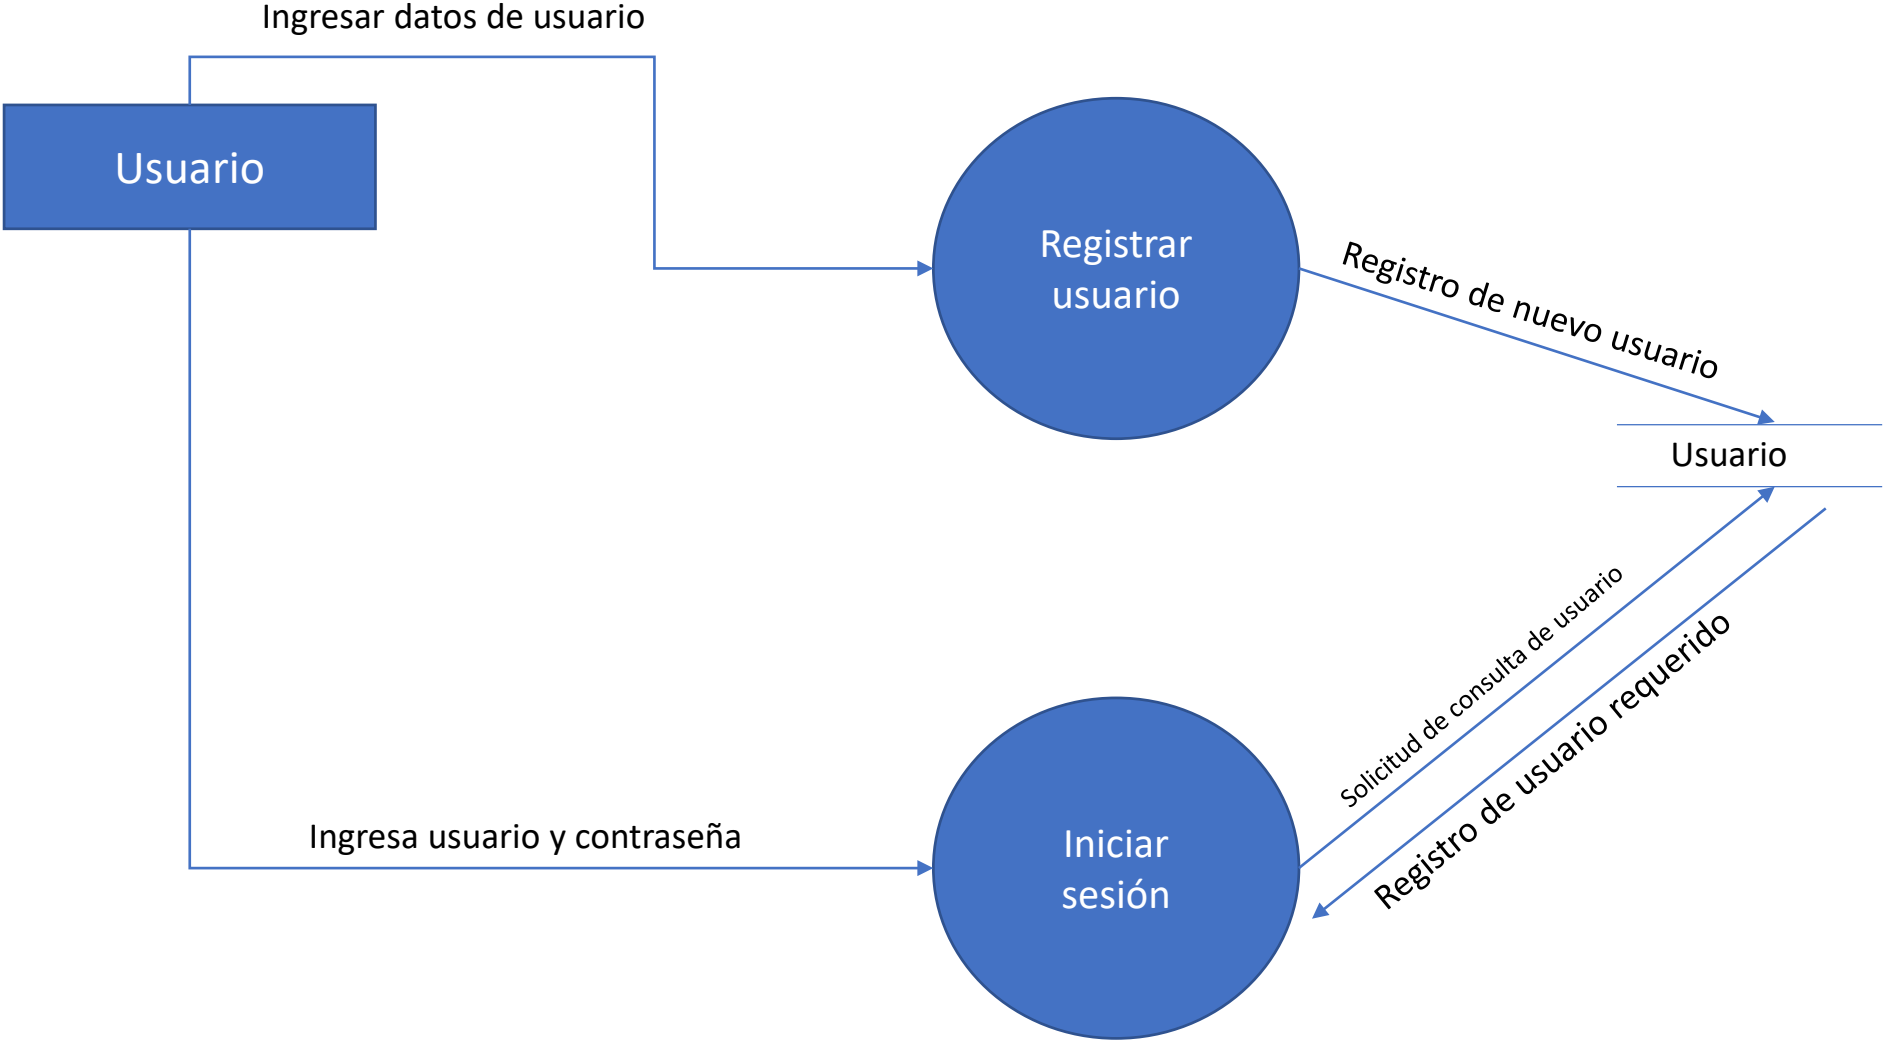 Ingresar datos de usuario
Usuario
Registrar
usuario
Registro de nuevo usuario
Usuario
Solicitud de consulta de usuario
Registro de usuario requerido
Ingresa usuario y contraseña
Iniciar
sesión